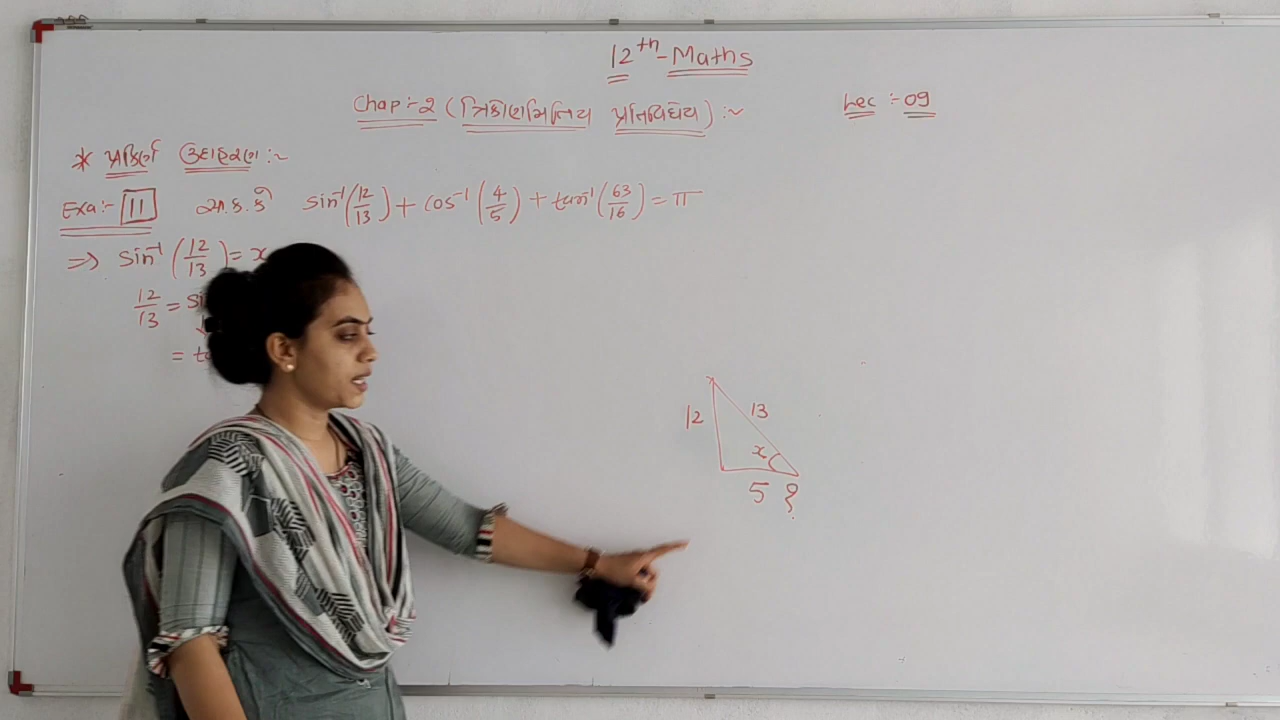 12th - Maths
Chap :- 2 (ત્રિકોણમિતિય પ્રતિવિધેય) :~
Lec :- 09
* પ્રકિર્ણ ઉદાહરણ :~
Exa :- 11 સા.બ.કે sin⁻¹(12/13) + cos⁻¹(4/5) + tan⁻¹(63/16) = π
⇒ sin⁻¹(12/13) = x
12/13 = si
= ta
12
13
x
5 ?